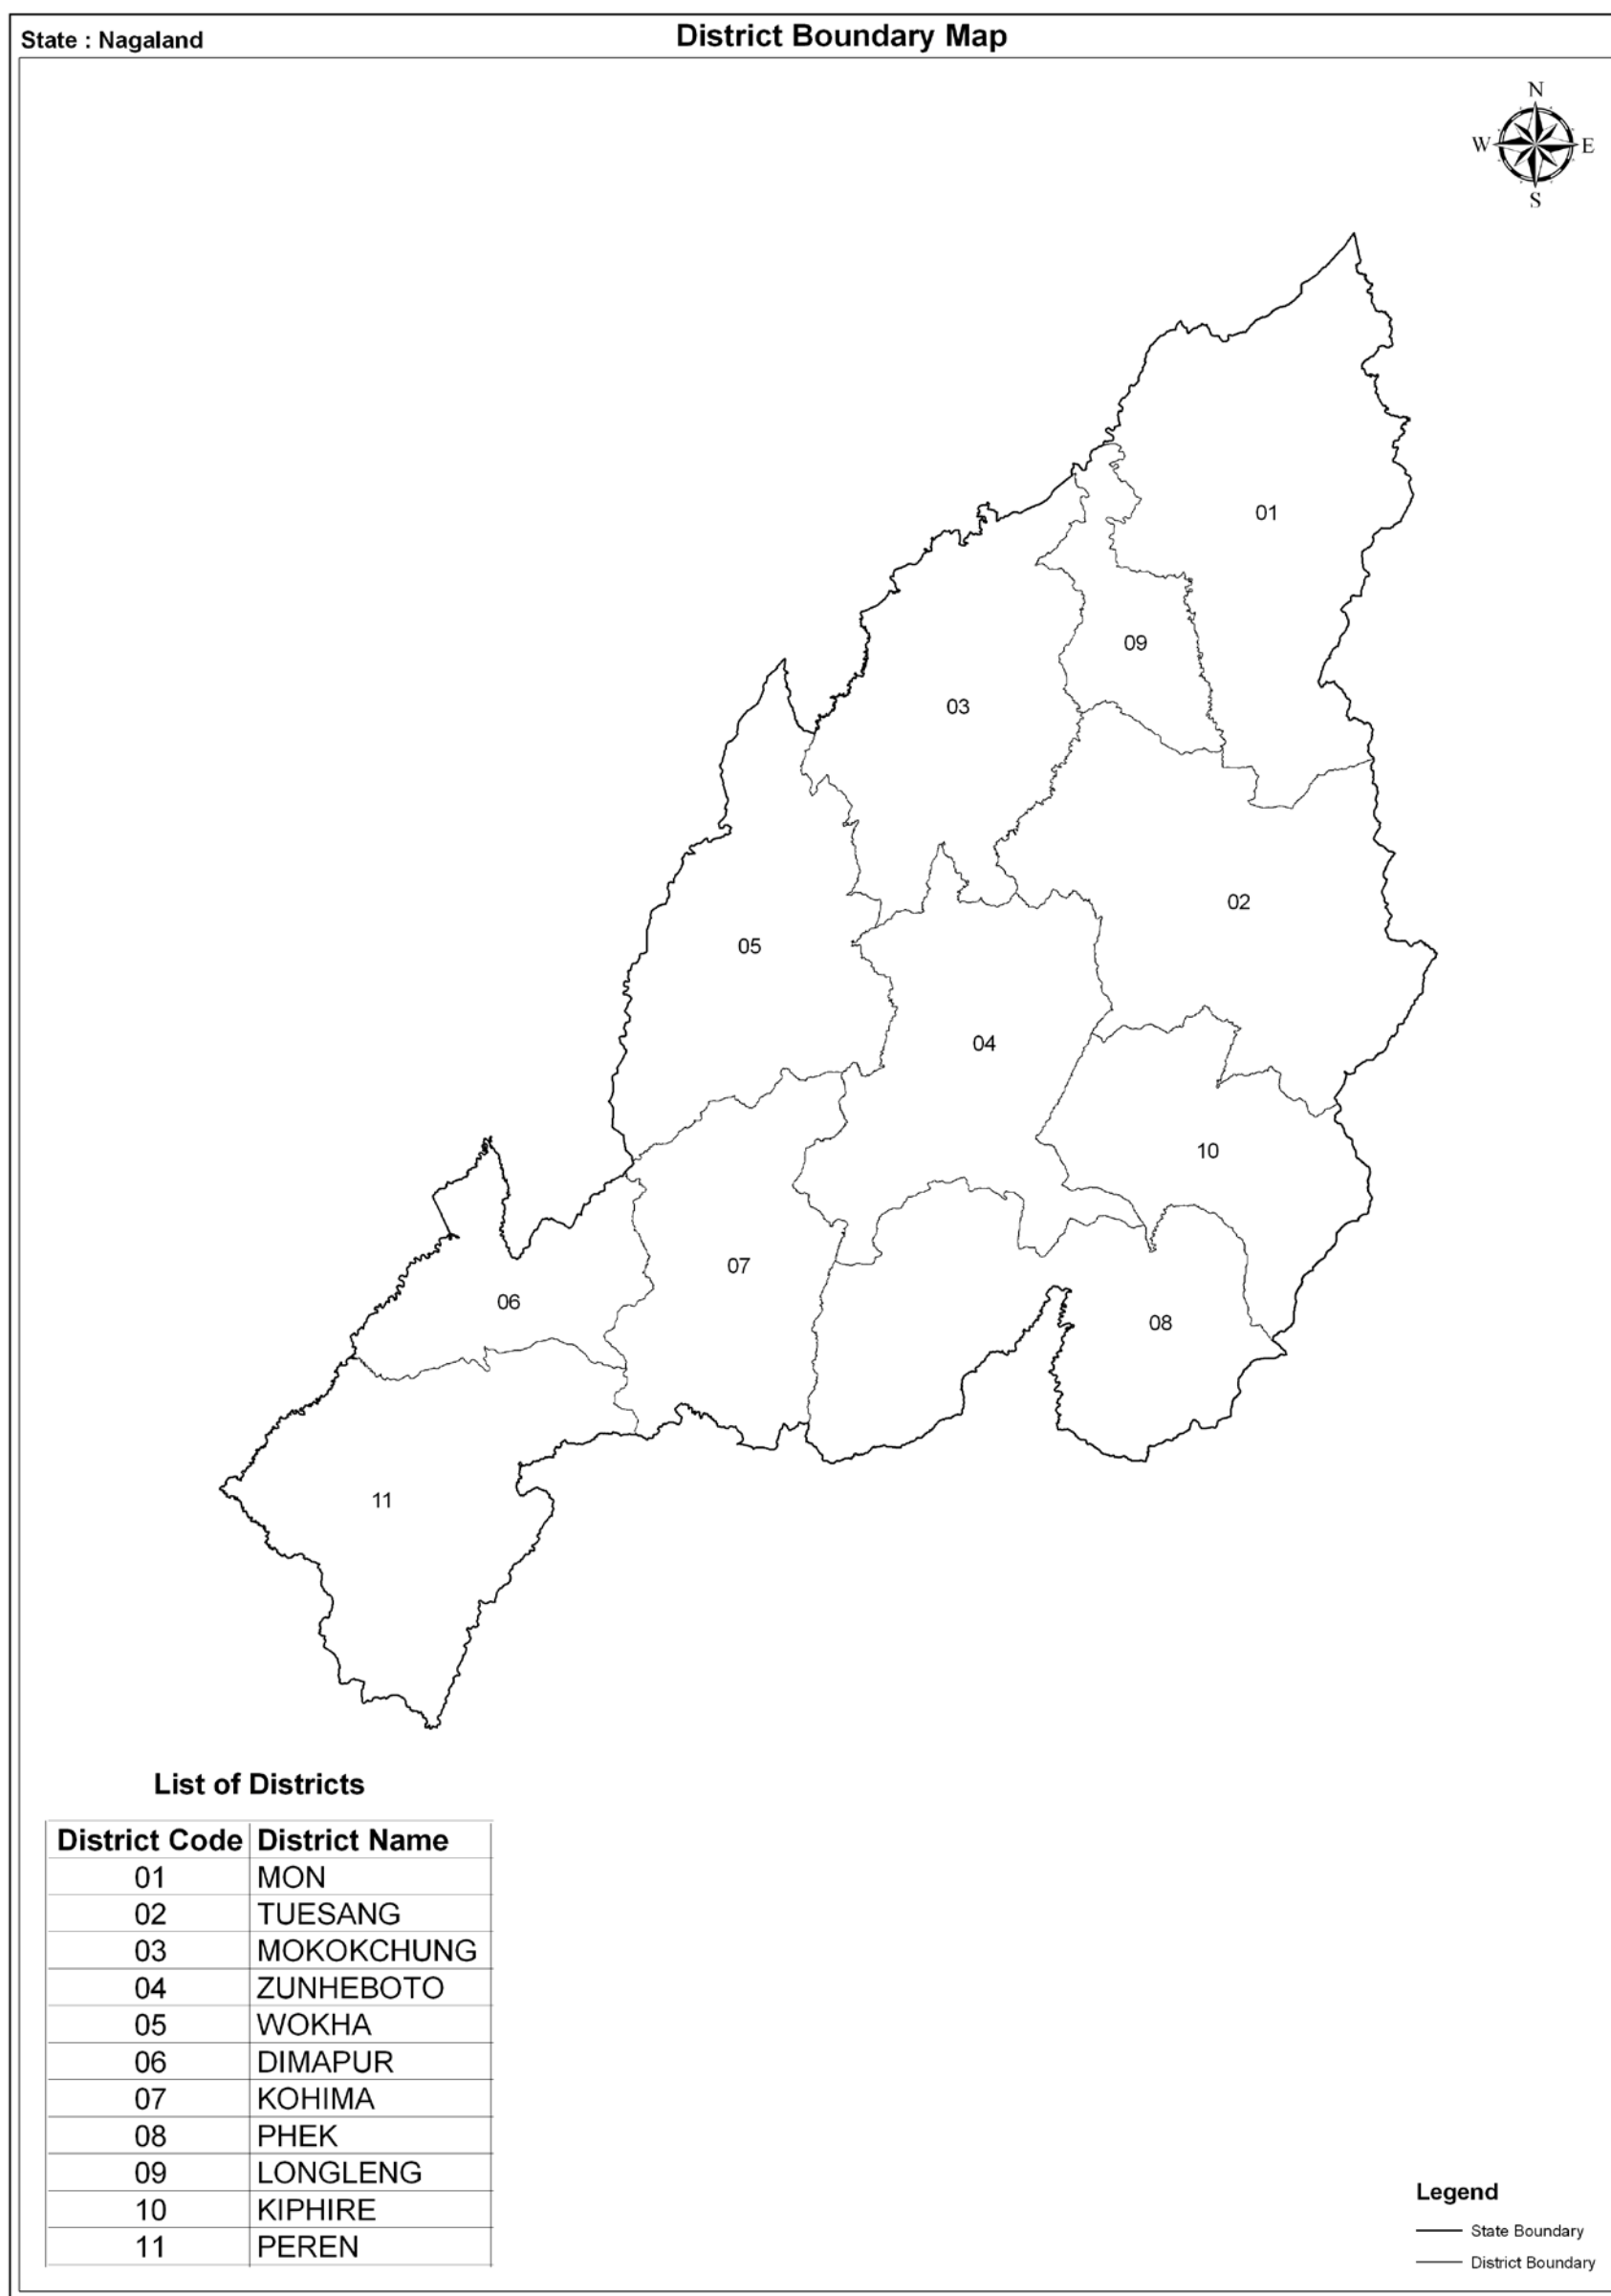 State : Nagaland
District Boundary Map
N
W E
S
01
09
03
02
05
04
10
07
06
08
11
List of Districts
District Code District Name
01 MON
02 TUESANG
03 MOKOKCHUNG
04 ZUNHEBOTO
05 WOKHA
06 DIMAPUR
07 KOHIMA
08 PHEK
09 LONGLENG
10 KIPHIRE
11 PEREN
Legend
State Boundary
District Boundary